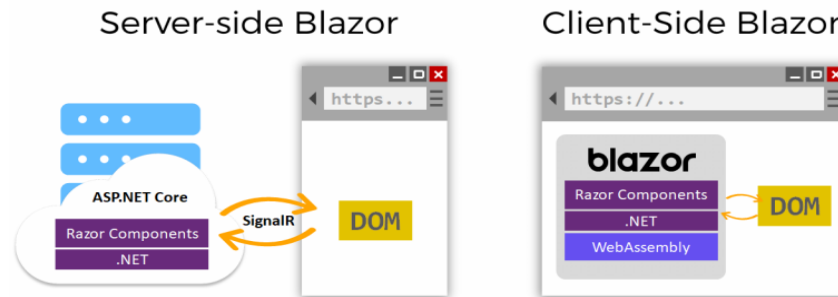 Server-side Blazor
https...
ASP.NET Core
Razor Components
.NET
SignalR
DOM
Client-Side Blazor
https://...
blazor
Razor Components
.NET
WebAssembly
DOM